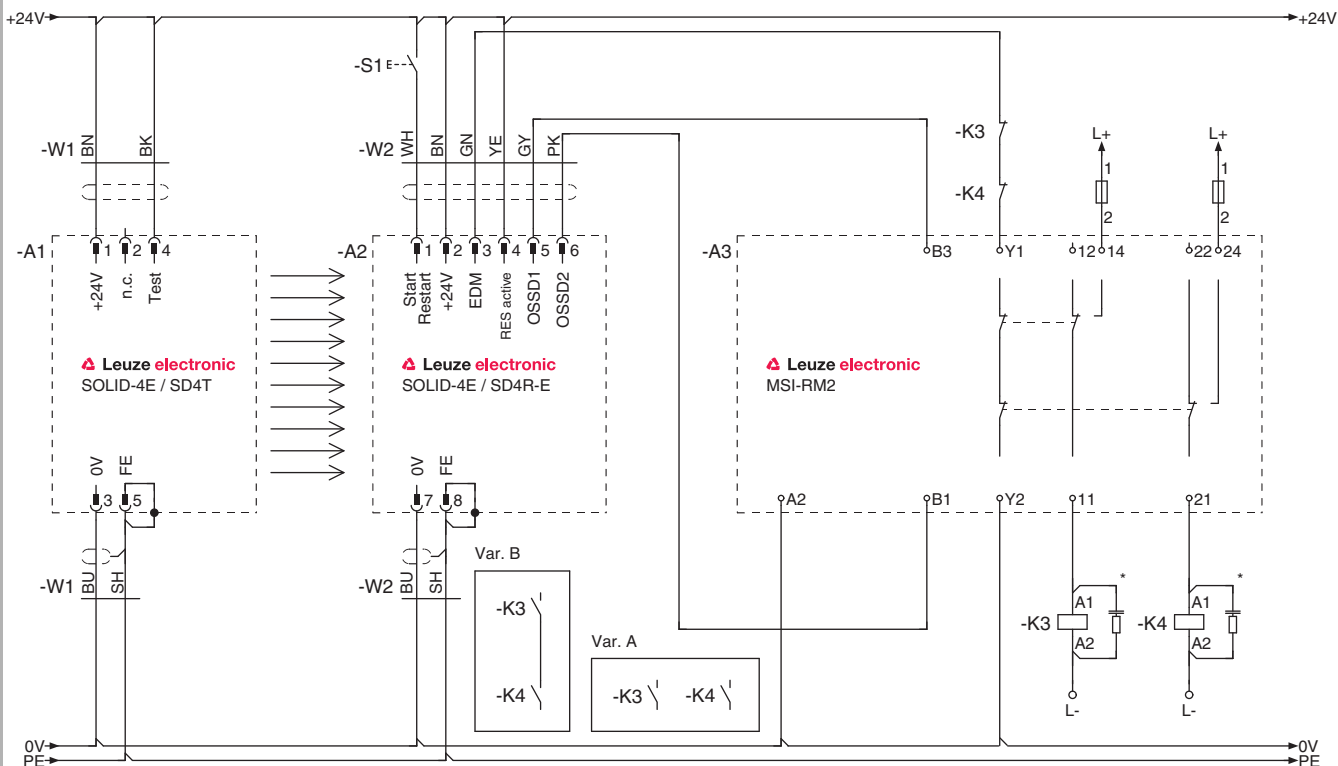 +24V
+24V
-S1
E
-W1
BN
BK
-W2
WH
BN
GN
YE
GY
PK
-K3
-K4
L+
1
2
L+
1
2
-A1
1
2
4
+24V
n.c.
Test
Leuze electronic
SOLID-4E / SD4T
0V
FE
3
5
-W1
BU
SH
-A2
1
2
3
4
5
6
Start
Restart
+24V
EDM
RES active
OSSD1
OSSD2
Leuze electronic
SOLID-4E / SD4R-E
0V
FE
7
8
-W2
BU
SH
-A3
B3
Y1
12
14
22
24
Leuze electronic
MSI-RM2
A2
B1
Y2
11
21
Var. B
-K3
-K4
Var. A
-K3
-K4
*
-K3
A1
A2
L-
*
-K4
A1
A2
L-
0V
PE
0V
PE